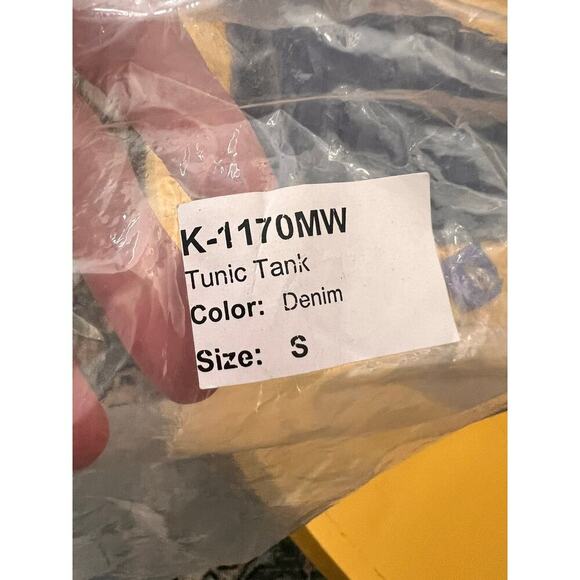 K-1170MW
Tunic Tank
Color: Denim
Size: S